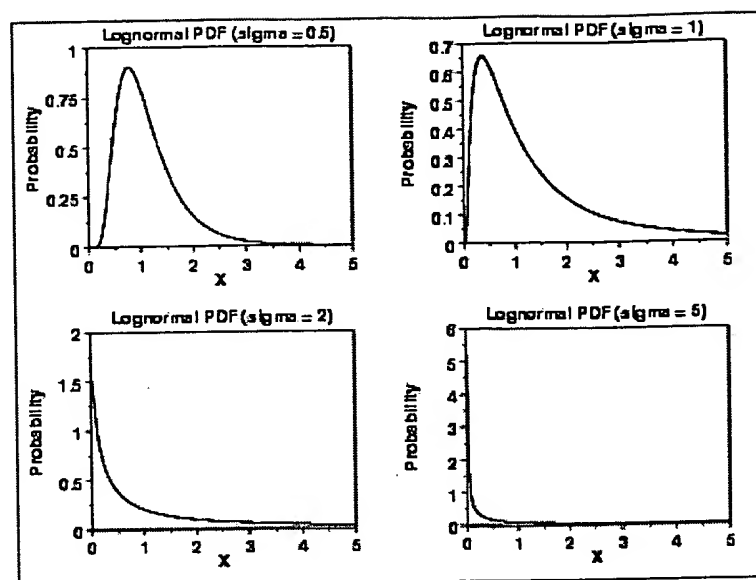 Lognormal PDF (sigma = 0.5)
Probability
1
0.75
0.5
0.25
0
0 1 2 3 4 5
X
Lognormal PDF (sigma = 1)
Probability
0.7
0.6
0.5
0.4
0.3
0.2
0.1
0
0 1 2 3 4 5
X
Lognormal PDF (sigma = 2)
Probability
2
1.5
1
0.5
0
0 1 2 3 4 5
X
Lognormal PDF (sigma = 5)
Probability
6
5
4
3
2
1
0
0 1 2 3 4 5
X